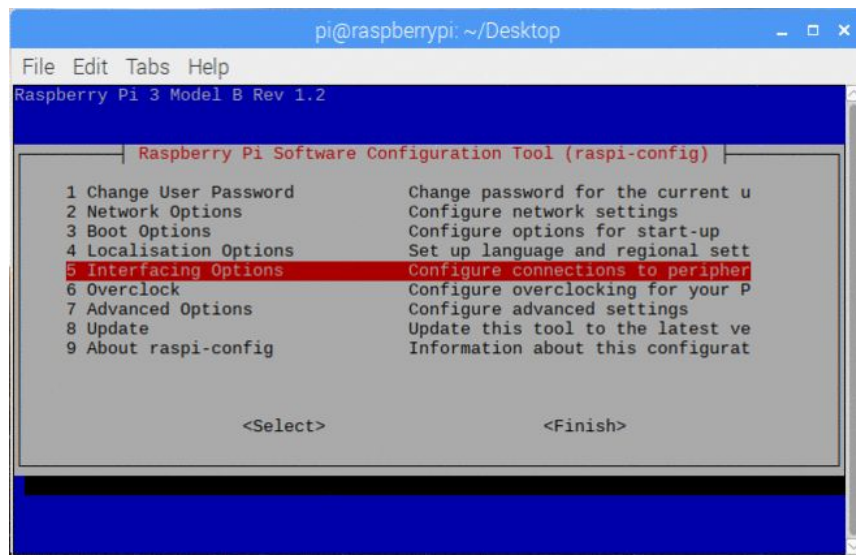 pi@raspberrypi: ~/Desktop
File Edit Tabs Help
Raspberry Pi 3 Model B Rev 1.2
Raspberry Pi Software Configuration Tool (raspi-config)
1 Change User Password Change password for the current u
2 Network Options Configure network settings
3 Boot Options Configure options for start-up
4 Localisation Options Set up language and regional sett
5 Interfacing Options Configure connections to peripher
6 Overclock Configure overclocking for your P
7 Advanced Options Configure advanced settings
8 Update Update this tool to the latest ve
9 About raspi-config Information about this configurat
<Select> <Finish>